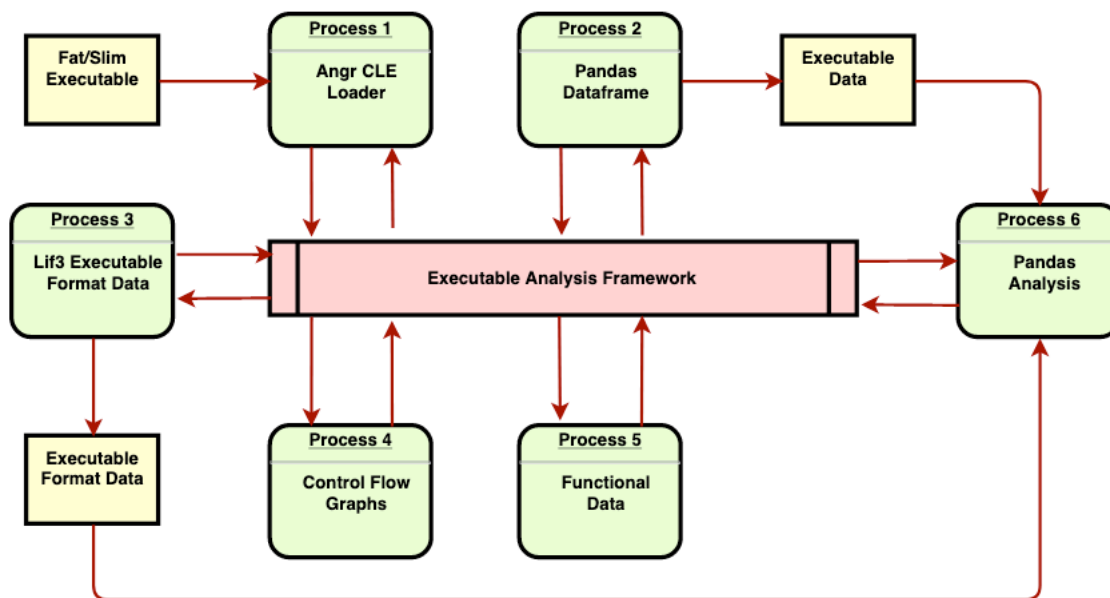 Fat/Slim
Executable
Process 1
Angr CLE
Loader
Process 2
Pandas
Dataframe
Executable
Data
Process 3
Lif3 Executable
Format Data
Executable Analysis Framework
Process 6
Pandas
Analysis
Executable
Format Data
Process 4
Control Flow
Graphs
Process 5
Functional
Data